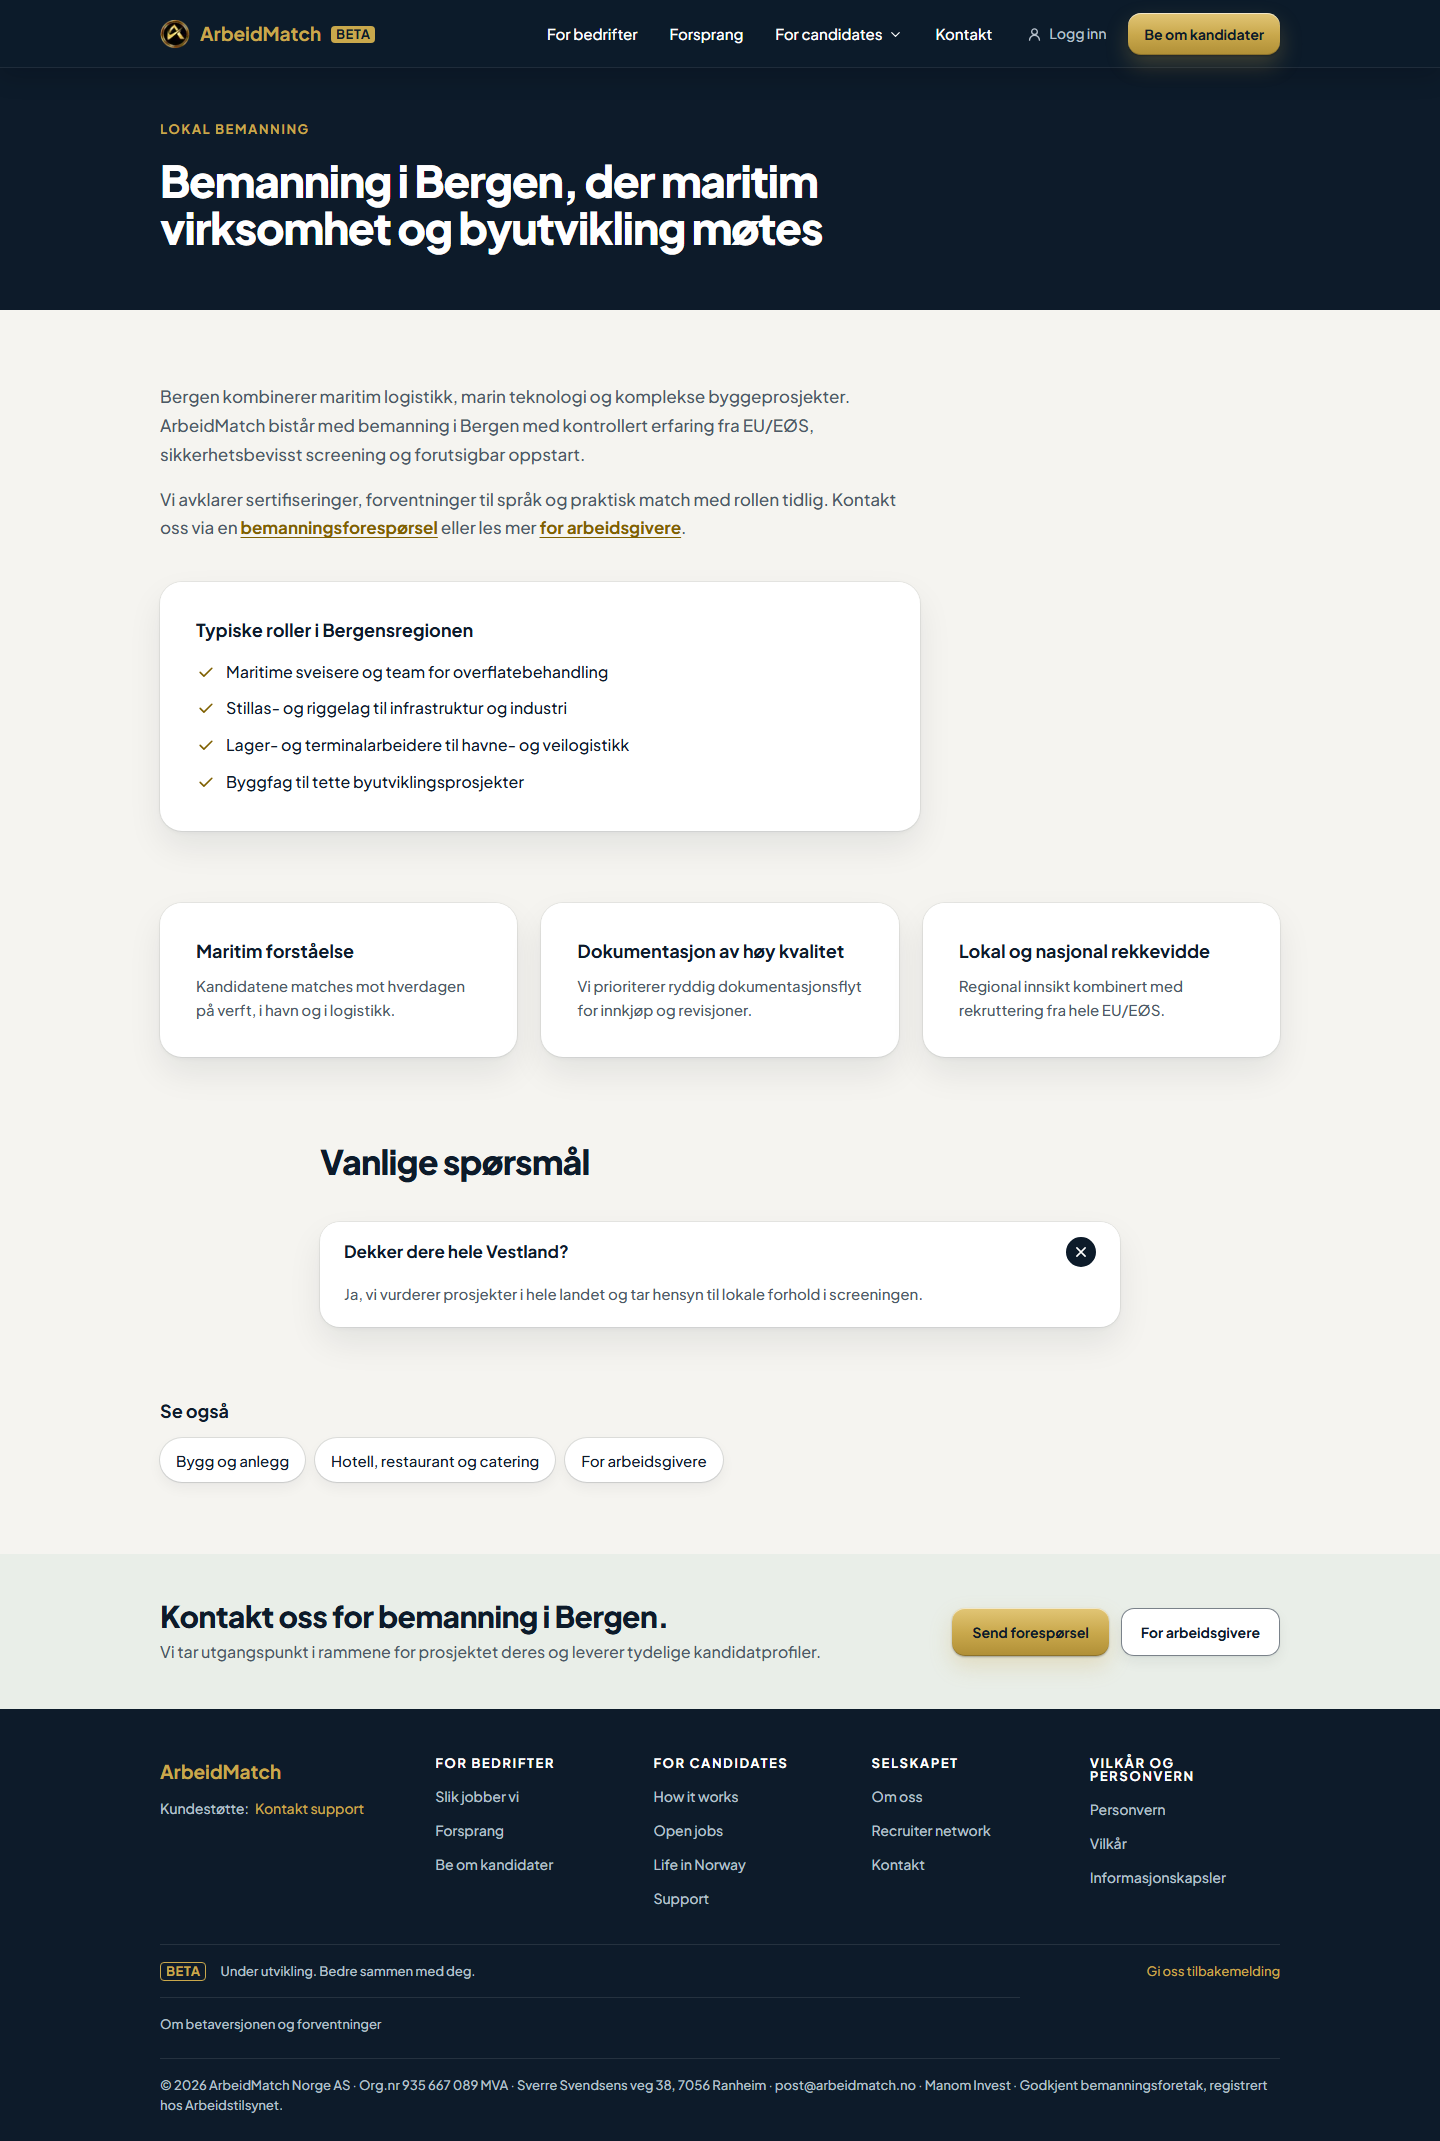 ArbeidMatch BETA
For bedrifter
Forsprang
For candidates
Kontakt
Logg inn
Be om kandidater
LOKAL BEMANNING
Bemanning i Bergen, der maritim
virksomhet og byutvikling møtes
Bergen kombinerer maritim logistikk, marin teknologi og komplekse byggeprosjekter.
ArbeidMatch bistår med bemanning i Bergen med kontrollert erfaring fra EU/EØS,
sikkerhetsbevisst screening og forutsigbar oppstart.
Vi avklarer sertifiseringer, forventninger til språk og praktisk match med rollen tidlig. Kontakt
oss via en bemanningsforespørsel eller les mer for arbeidsgivere.
Typiske roller i Bergensregionen
Maritime sveisere og team for overflatebehandling
Stillas- og riggelag til infrastruktur og industri
Lager- og terminalarbeidere til havne- og veilogistikk
Byggfag til tette byutviklingsprosjekter
Maritim forståelse
Kandidatene matches mot hverdagen
på verft, i havn og i logistikk.
Dokumentasjon av høy kvalitet
Vi prioriterer ryddig dokumentasjonsflyt
for innkjøp og revisjoner.
Lokal og nasjonal rekkevidde
Regional innsikt kombinert med
rekruttering fra hele EU/EØS.
Vanlige spørsmål
Dekker dere hele Vestland?
Ja, vi vurderer prosjekter i hele landet og tar hensyn til lokale forhold i screeningen.
Se også
Bygg og anlegg
Hotell, restaurant og catering
For arbeidsgivere
Kontakt oss for bemanning i Bergen.
Vi tar utgangspunkt i rammene for prosjektet deres og leverer tydelige kandidatprofiler.
Send forespørsel
For arbeidsgivere
ArbeidMatch
Kundestøtte: Kontakt support
FOR BEDRIFTER
Slik jobber vi
Forsprang
Be om kandidater
FOR CANDIDATES
How it works
Open jobs
Life in Norway
Support
SELSKAPET
Om oss
Recruiter network
Kontakt
VILKÅR OG
PERSONVERN
Personvern
Vilkår
Informasjonskapsler
BETA Under utvikling. Bedre sammen med deg.
Gi oss tilbakemelding
Om betaversjonen og forventninger
© 2026 ArbeidMatch Norge AS · Org.nr 935 667 089 MVA · Sverre Svendsens veg 38, 7056 Ranheim · post@arbeidmatch.no · Manom Invest · Godkjent bemanningsforetak, registrert
hos Arbeidstilsynet.